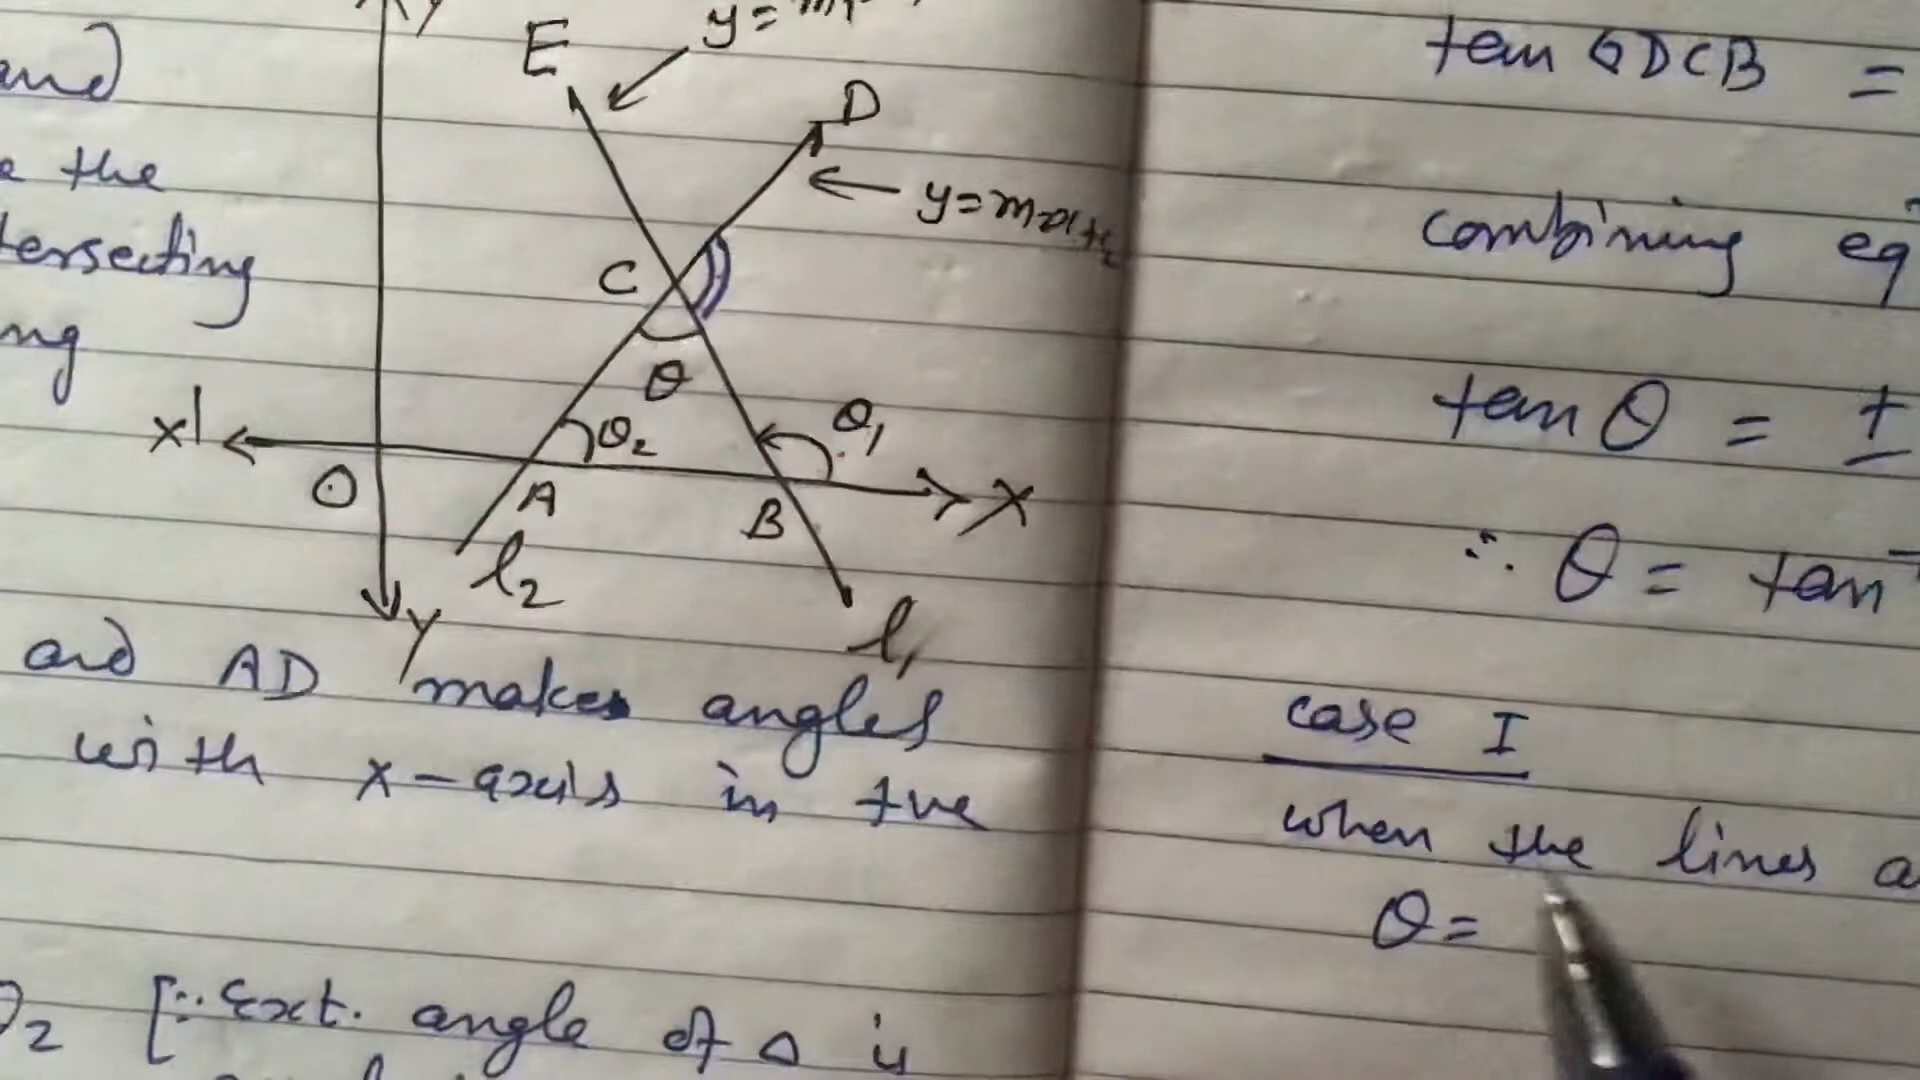 Y
E
y =
D
y=m₂x+c₂
C
θ
θ₂
θ₁
X'
O
A
B
X
l₂
l₁
Y
and
the
tersecting
ng
and AD makes angles
with x-axis in +ve
θ₂ [∵ Ext. angle of Δ is
tan ∠DCB =
combining eq
tan θ = ±
∴ θ = tan⁻
case I
when the lines a
θ =